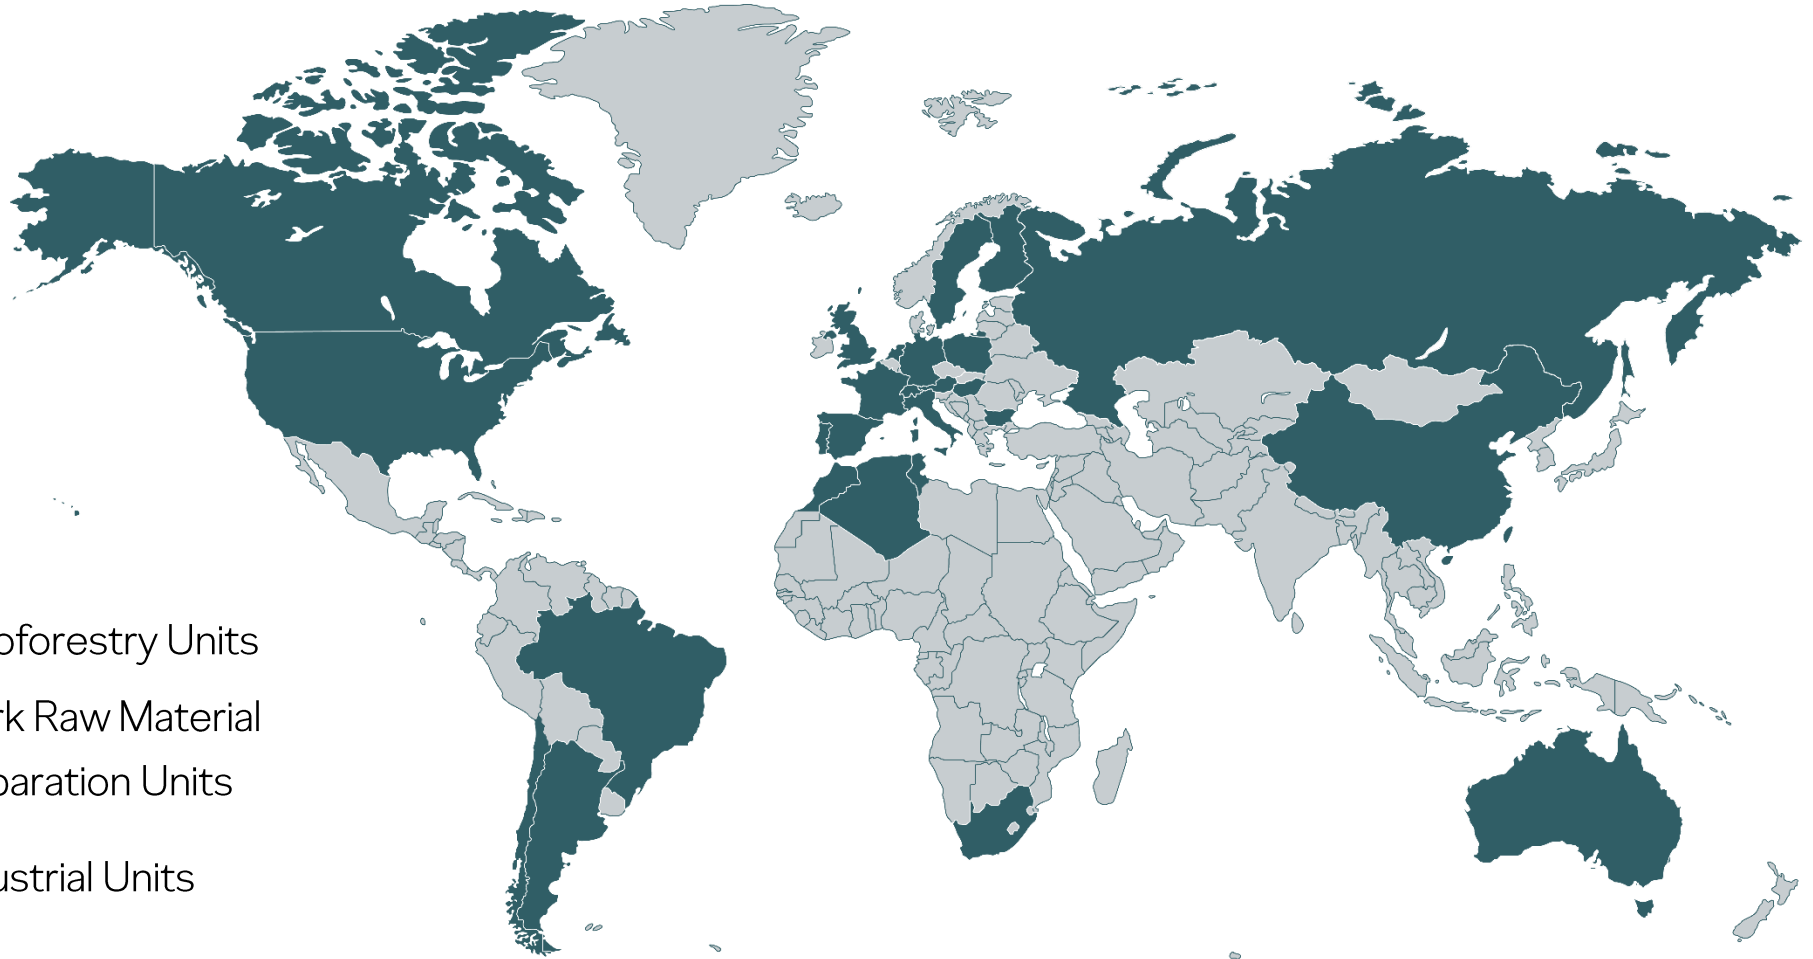 oforestry Units
rk Raw Material
paration Units
ustrial Units